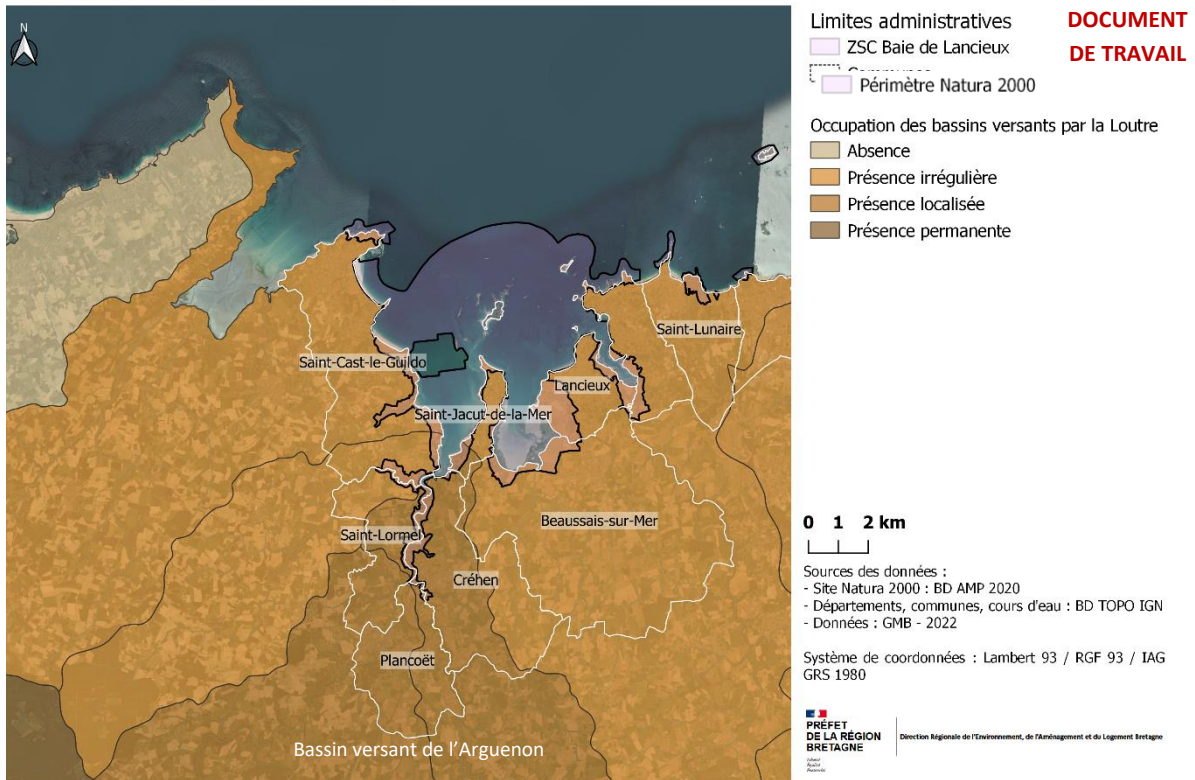 N
Limites administratives
DOCUMENT
DE TRAVAIL
ZSC Baie de Lancieux
Périmètre Natura 2000
Occupation des bassins versants par la Loutre
Absence
Présence irrégulière
Présence localisée
Présence permanente
Saint-Lunaire
Saint-Cast-le-Guildo
Lancieux
Saint-Jacut-de-la-Mer
Beaussais-sur-Mer
Saint-Lormel
Créhen
Plancoët
Bassin versant de l'Arguenon
0 1 2 km
Sources des données :
- Site Natura 2000 : BD AMP 2020
- Départements, communes, cours d'eau : BD TOPO IGN
- Données : GMB - 2022
Système de coordonnées : Lambert 93 / RGF 93 / IAG
GRS 1980
PRÉFET
DE LA RÉGION
BRETAGNE
Direction Régionale de l'Environnement, de l'Aménagement et du Logement Bretagne